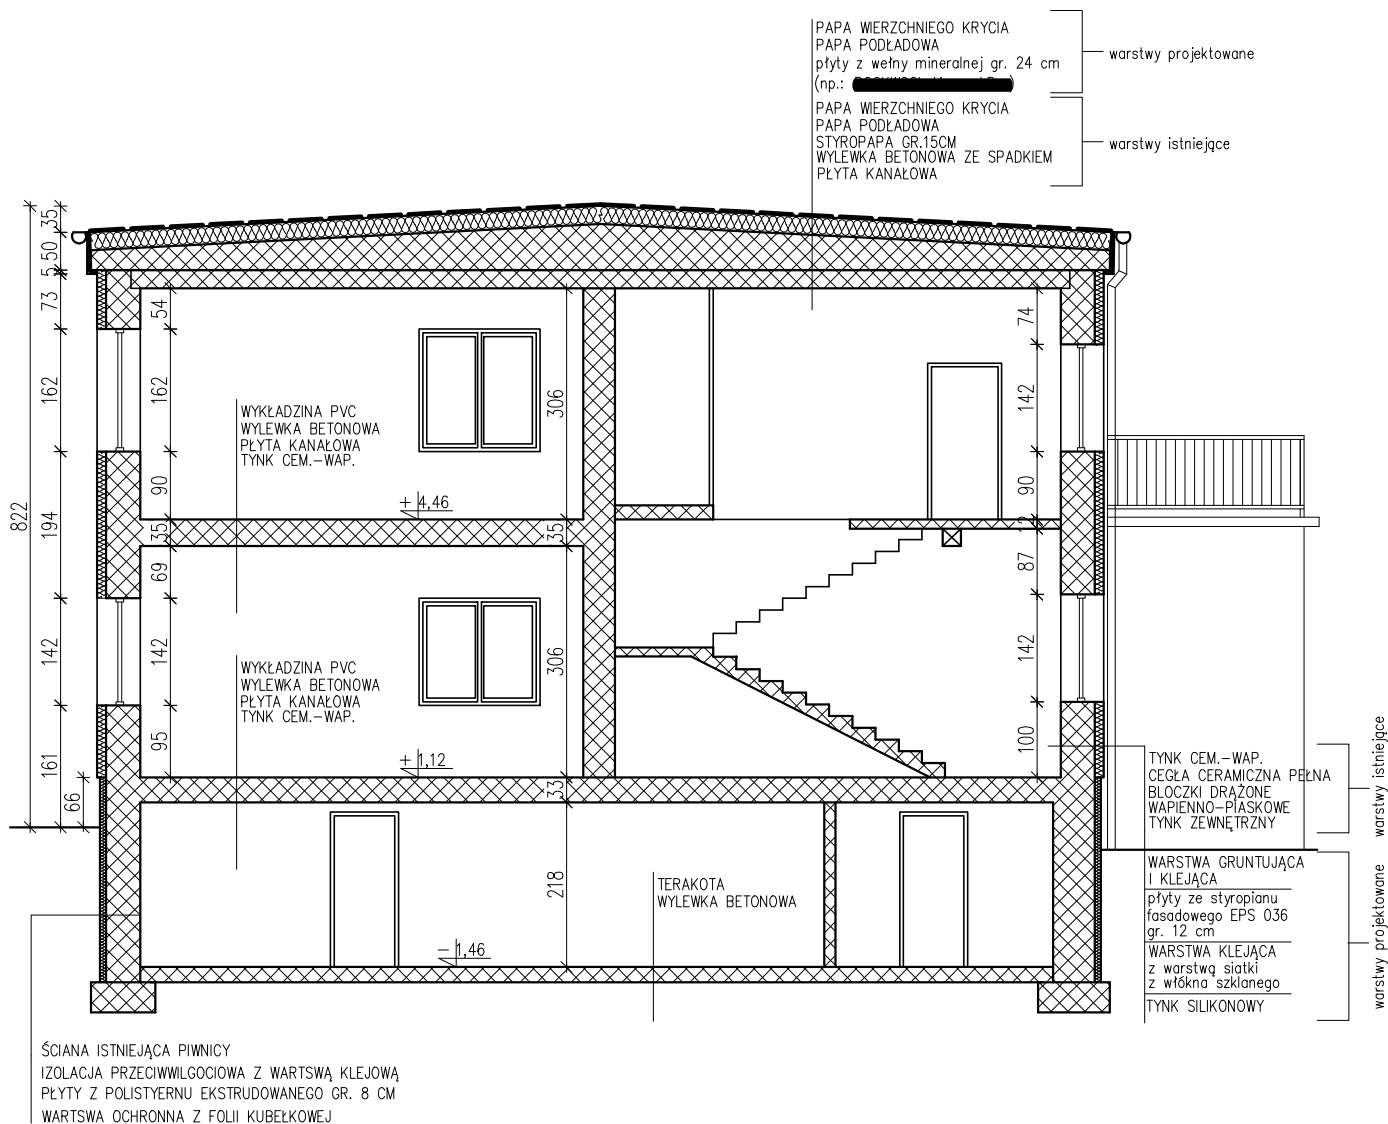 PAPA WIERZCHNIEGO KRYCIA
PAPA PODŁADOWA
płyty z wełny mineralnej gr. 24 cm
(np.:
warstwy projektowane
PAPA WIERZCHNIEGO KRYCIA
PAPA PODŁADOWA
STYROPAPA GR.15CM
WYLEWKA BETONOWA ZE SPADKIEM
PŁYTA KANAŁOWA
warstwy istniejące
35
50
5
73
162
194
142
161
66
822
54
162
90
35
69
142
95
306
35
306
33
218
74
142
90
87
142
100
WYKŁADZINA PVC
WYLEWKA BETONOWA
PŁYTA KANAŁOWA
TYNK CEM.-WAP.
+ 4,46
WYKŁADZINA PVC
WYLEWKA BETONOWA
PŁYTA KANAŁOWA
TYNK CEM.-WAP.
+ 1,12
TERAKOTA
WYLEWKA BETONOWA
- 1,46
TYNK CEM.-WAP.
CEGŁA CERAMICZNA PEŁNA
BLOCZKI DRĄŻONE
WAPIENNO-PIASKOWE
TYNK ZEWNĘTRZNY
warstwy istniejące
WARSTWA GRUNTUJĄCA
I KLEJĄCA
płyty ze styropianu
fasadowego EPS 036
gr. 12 cm
WARSTWA KLEJĄCA
z warstwą siatki
z włókna szklanego
TYNK SILIKONOWY
warstwy projektowane
ŚCIANA ISTNIEJĄCA PIWNICY
IZOLACJA PRZECIWWILGOCIOWA Z WARTSWĄ KLEJOWĄ
PŁYTY Z POLISTYERNU EKSTRUDOWANEGO GR. 8 CM
WARTSWA OCHRONNA Z FOLII KUBEŁKOWEJ